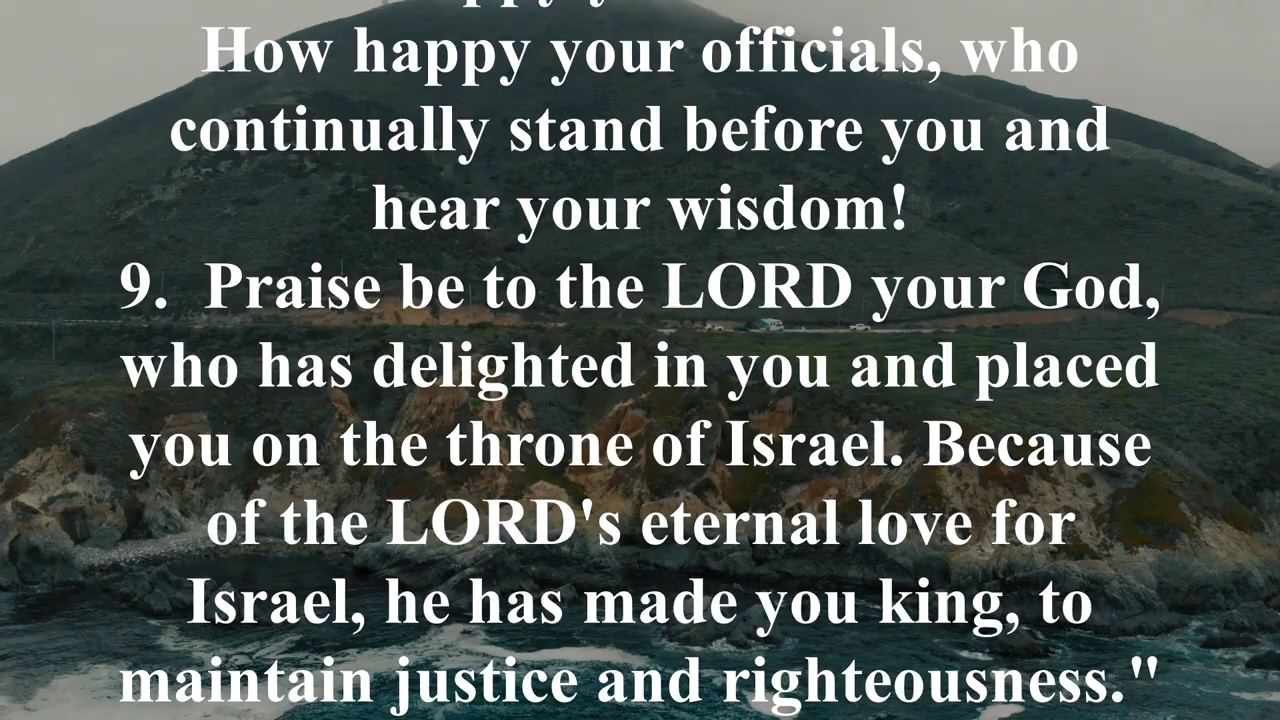 How happy your officials, who
continually stand before you and
hear your wisdom!
9. Praise be to the LORD your God,
who has delighted in you and placed
you on the throne of Israel. Because
of the LORD's eternal love for
Israel, he has made you king, to
maintain justice and righteousness."